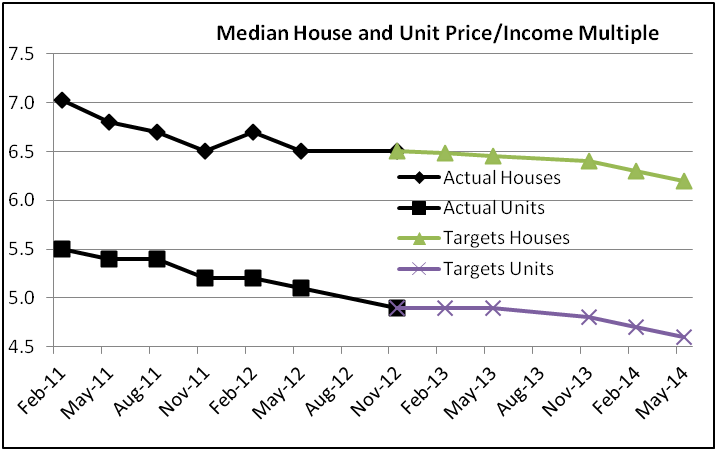 Median House and Unit Price/Income Multiple
7.5
7.0
6.5
6.0
5.5
5.0
4.5
Actual Houses
Actual Units
Targets Houses
Targets Units
Feb-11 May-11 Aug-11 Nov-11 Feb-12 May-12 Aug-12 Nov-12 Feb-13 May-13 Aug-13 Nov-13 Feb-14 May-14